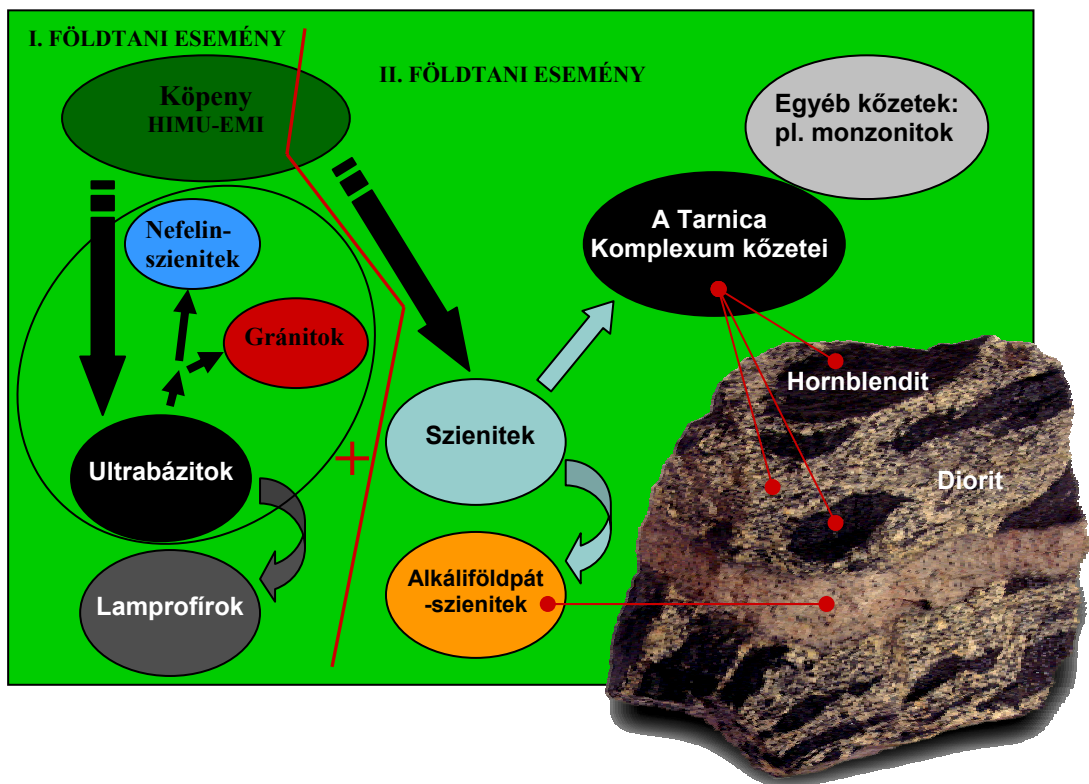 I. FÖLDTANI ESEMÉNY
Köpeny
HIMU-EMI
II. FÖLDTANI ESEMÉNY
Egyéb kőzetek:
pl. monzonitok
A Tarnica
Komplexum kőzetei
Nefelin-
szienitek
Gránitok
Hornblendit
Szienitek
Ultrabázitok
Diorit
+
Alkáliföldpát
-szienitek
Lamprofírok